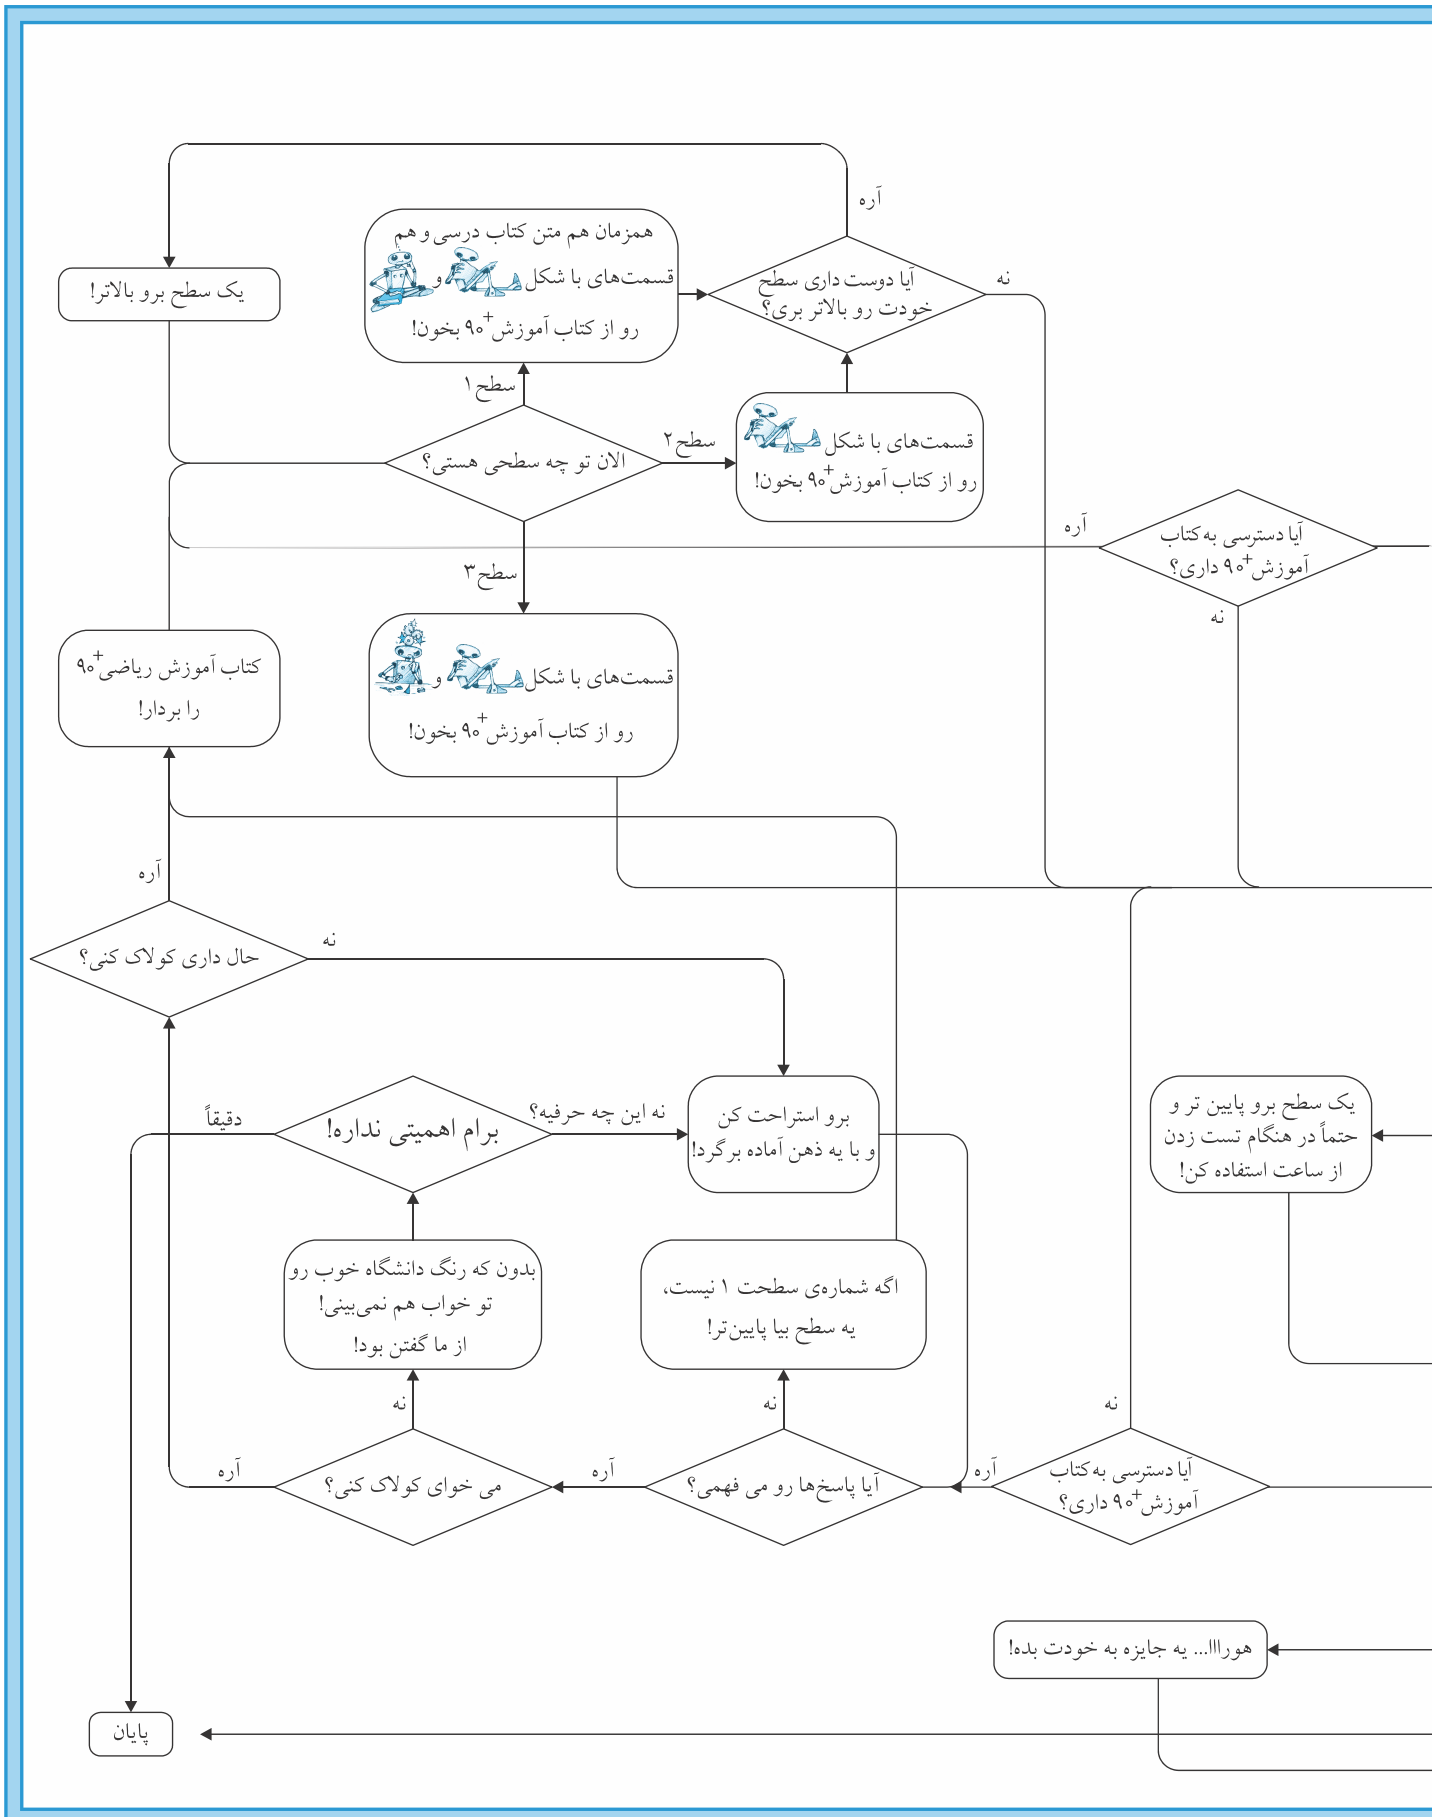 آره
همزمان هم متن کتاب درسی و هم
قسمت‌های با شکل و
رو از کتاب آموزش ۹۰+ بخون!
آیا دوست داری سطح
خودت رو بالاتر بری؟
نه
یک سطح برو بالاتر!
سطح ۱
الان تو چه سطحی هستی؟
سطح ۲
قسمت‌های با شکل
رو از کتاب آموزش ۹۰+ بخون!
آره
آیا دسترسی به کتاب
آموزش ۹۰+ داری؟
نه
سطح ۳
قسمت‌های با شکل و
رو از کتاب آموزش ۹۰+ بخون!
کتاب آموزش ریاضی ۹۰+
را بردار!
آره
حال داری کولاک کنی؟
نه
یک سطح برو پایین تر و
حتماً در هنگام تست زدن
از ساعت استفاده کن!
برو استراحت کن
و با یه ذهن آماده برگرد!
نه این چه حرفیه؟
برام اهمیتی نداره!
دقیقاً
بدون که رنگ دانشگاه خوب رو
تو خواب هم نمی‌بینی!
از ما گفتن بود!
اگه شماره‌ی سطحت ۱ نیست،
یه سطح بیا پایین‌تر!
نه
نه
نه
آیا دسترسی به کتاب
آموزش ۹۰+ داری؟
آره
آیا پاسخ‌ها رو می فهمی؟
آره
می خوای کولاک کنی؟
آره
هورااا... یه جایزه به خودت بده!
پایان